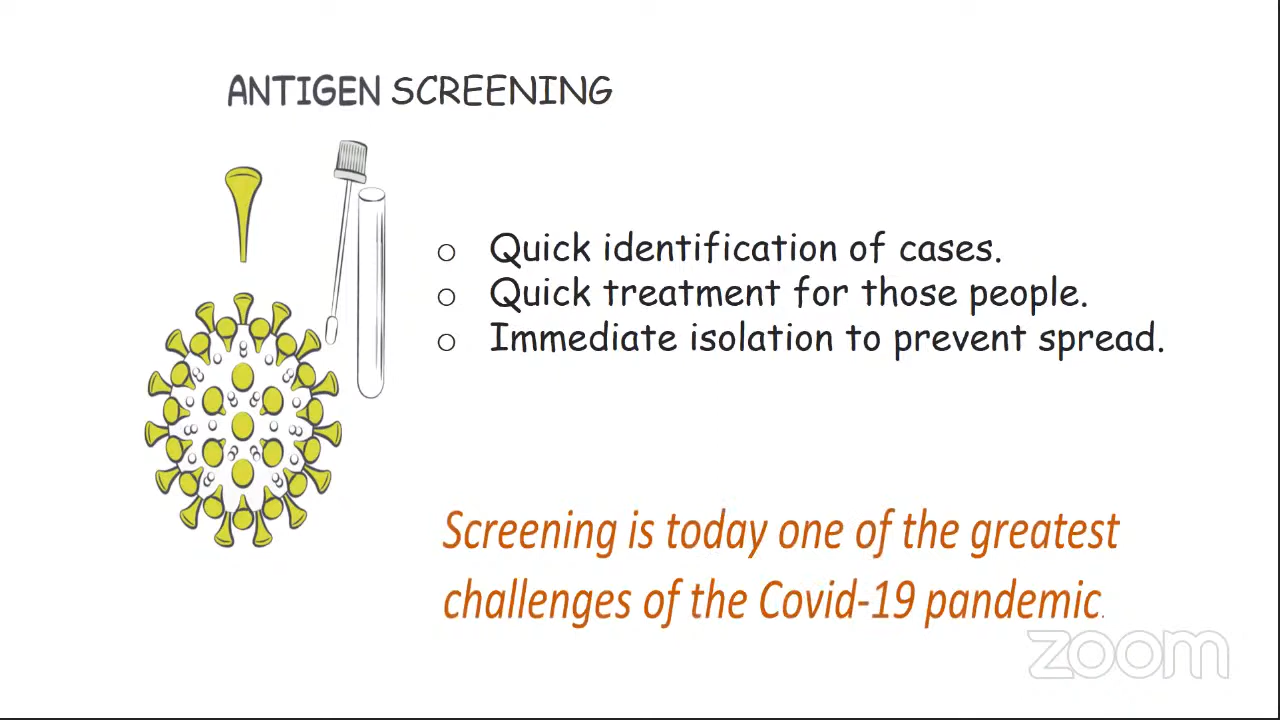 ANTIGEN SCREENING
○ Quick identification of cases.
○ Quick treatment for those people.
○ Immediate isolation to prevent spread.
Screening is today one of the greatest
challenges of the Covid-19 pandemic.
zoom